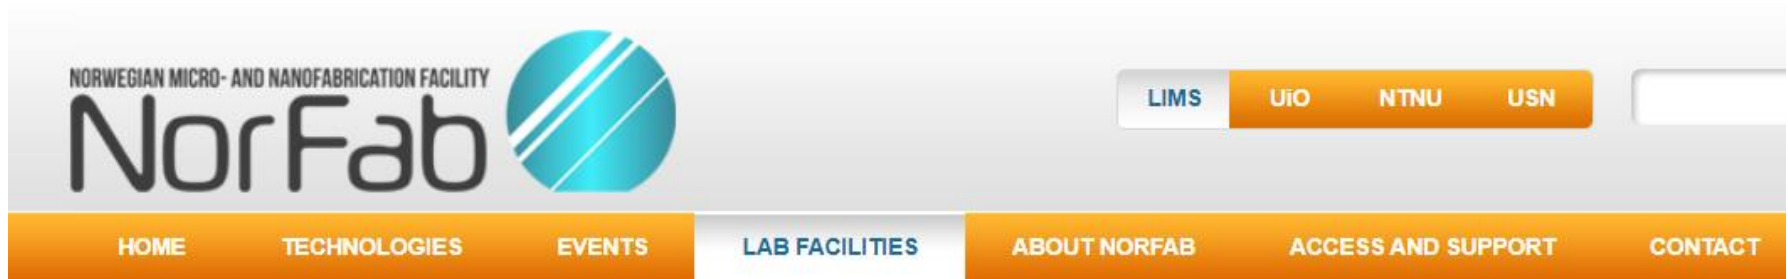 NORWEGIAN MICRO- AND NANOFABRICATION FACILITY
NorFab
LIMS UiO NTNU USN
HOME TECHNOLOGIES EVENTS LAB FACILITIES ABOUT NORFAB ACCESS AND SUPPORT CONTACT